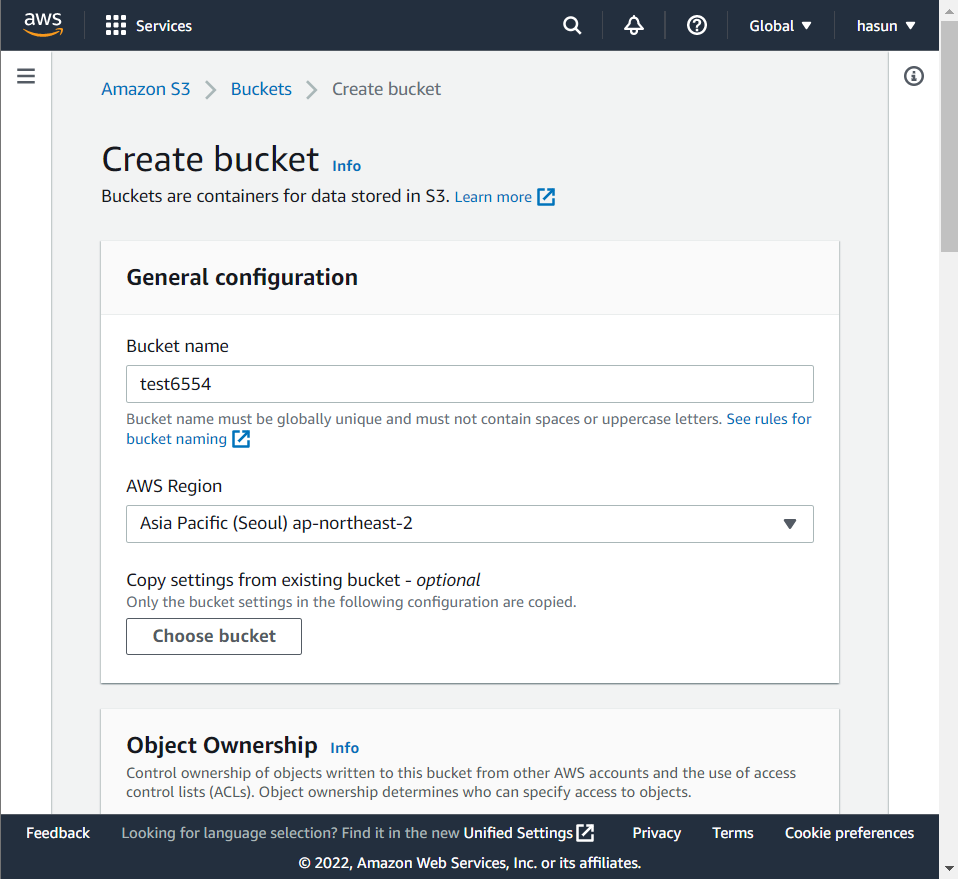 aws Services Global hasun
Amazon S3 Buckets Create bucket
Create bucket Info
Buckets are containers for data stored in S3. Learn more
General configuration
Bucket name
test6554
Bucket name must be globally unique and must not contain spaces or uppercase letters. See rules for
bucket naming
AWS Region
Asia Pacific (Seoul) ap-northeast-2
Copy settings from existing bucket - optional
Only the bucket settings in the following configuration are copied.
Choose bucket
Object Ownership Info
Control ownership of objects written to this bucket from other AWS accounts and the use of access
control lists (ACLs). Object ownership determines who can specify access to objects.
Feedback Looking for language selection? Find it in the new Unified Settings Privacy Terms Cookie preferences
© 2022, Amazon Web Services, Inc. or its affiliates.